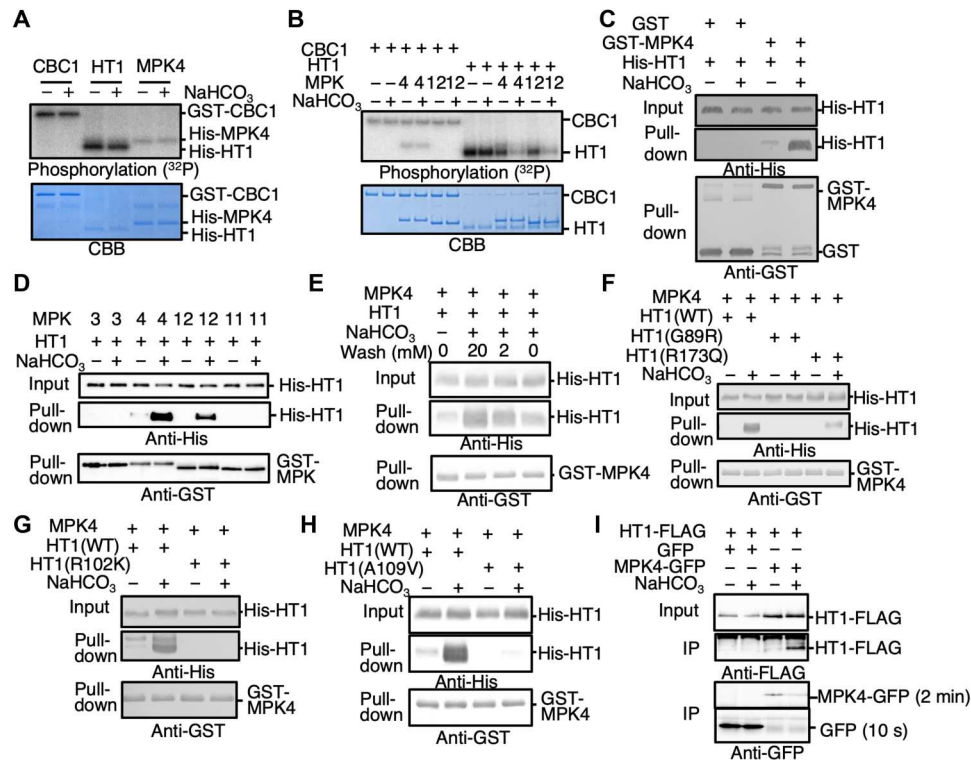 A
CBC1 HT1 MPK4
– + – + – + NaHCO3
GST-CBC1
His-MPK4
His-HT1
Phosphorylation (32P)
GST-CBC1
His-MPK4
His-HT1
CBB
B
CBC1 + + + + + +
HT1 + + + + + +
MPK – – 4 4 12 12 – – 4 4 12 12
NaHCO3 – + – + – + – + – + – +
CBC1
HT1
Phosphorylation (32P)
CBC1
HT1
CBB
C
GST + +
GST-MPK4 + +
His-HT1 + + + +
NaHCO3 – + – +
Input His-HT1
Pull-
down His-HT1
Anti-His
Pull-
down
GST-
MPK4
GST
Anti-GST
D
MPK 3 3 4 4 12 12 11 11
HT1 + + + + + + + +
NaHCO3 – + – + – + – +
Input His-HT1
Pull-
down His-HT1
Anti-His
Pull-
down GST-
MPK
Anti-GST
E
MPK4 + + + +
HT1 + + + +
NaHCO3 – + + +
Wash (mM) 0 20 2 0
Input His-HT1
Pull-
down His-HT1
Anti-His
Pull-
down GST-MPK4
Anti-GST
F
MPK4 + + + + + +
HT1(WT) + +
HT1(G89R) + +
HT1(R173Q) + +
NaHCO3 – + – + – +
Input His-HT1
Pull-
down His-HT1
Anti-His
Pull-
down GST-
MPK4
Anti-GST
G
MPK4 + + + +
HT1(WT) + +
HT1(R102K) + +
NaHCO3 – + – +
Input His-HT1
Pull-
down His-HT1
Anti-His
Pull-
down GST-
MPK4
Anti-GST
H
MPK4 + + + +
HT1(WT) + +
HT1(A109V) + +
NaHCO3 – + – +
Input His-HT1
Pull-
down His-HT1
Anti-His
Pull-
down GST-
MPK4
Anti-GST
I
HT1-FLAG + + + +
GFP + + – –
MPK4-GFP – – + +
NaHCO3 – + – +
Input HT1-FLAG
IP HT1-FLAG
Anti-FLAG
IP
MPK4-GFP (2 min)
GFP (10 s)
Anti-GFP